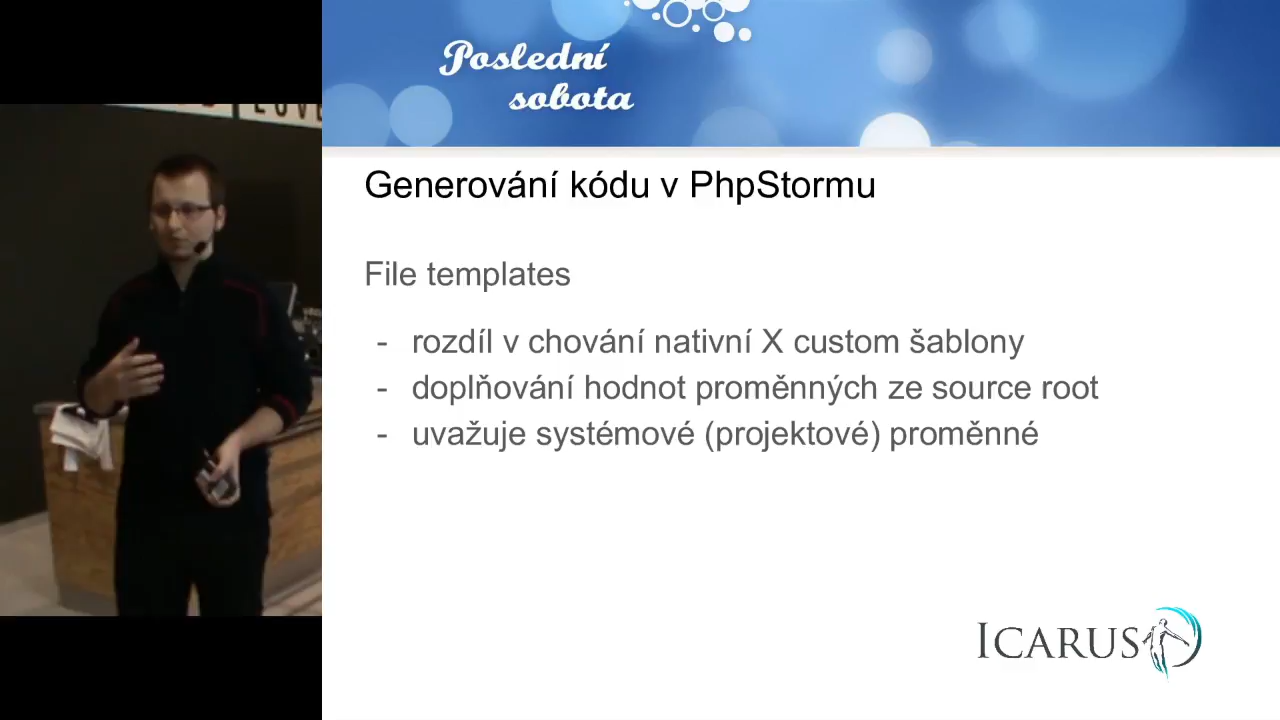 LOVE
Poslední
sobota
Generování kódu v PhpStormu
File templates
- rozdíl v chování nativní X custom šablony
- doplňování hodnot proměnných ze source root
- uvažuje systémové (projektové) proměnné
ICARUS